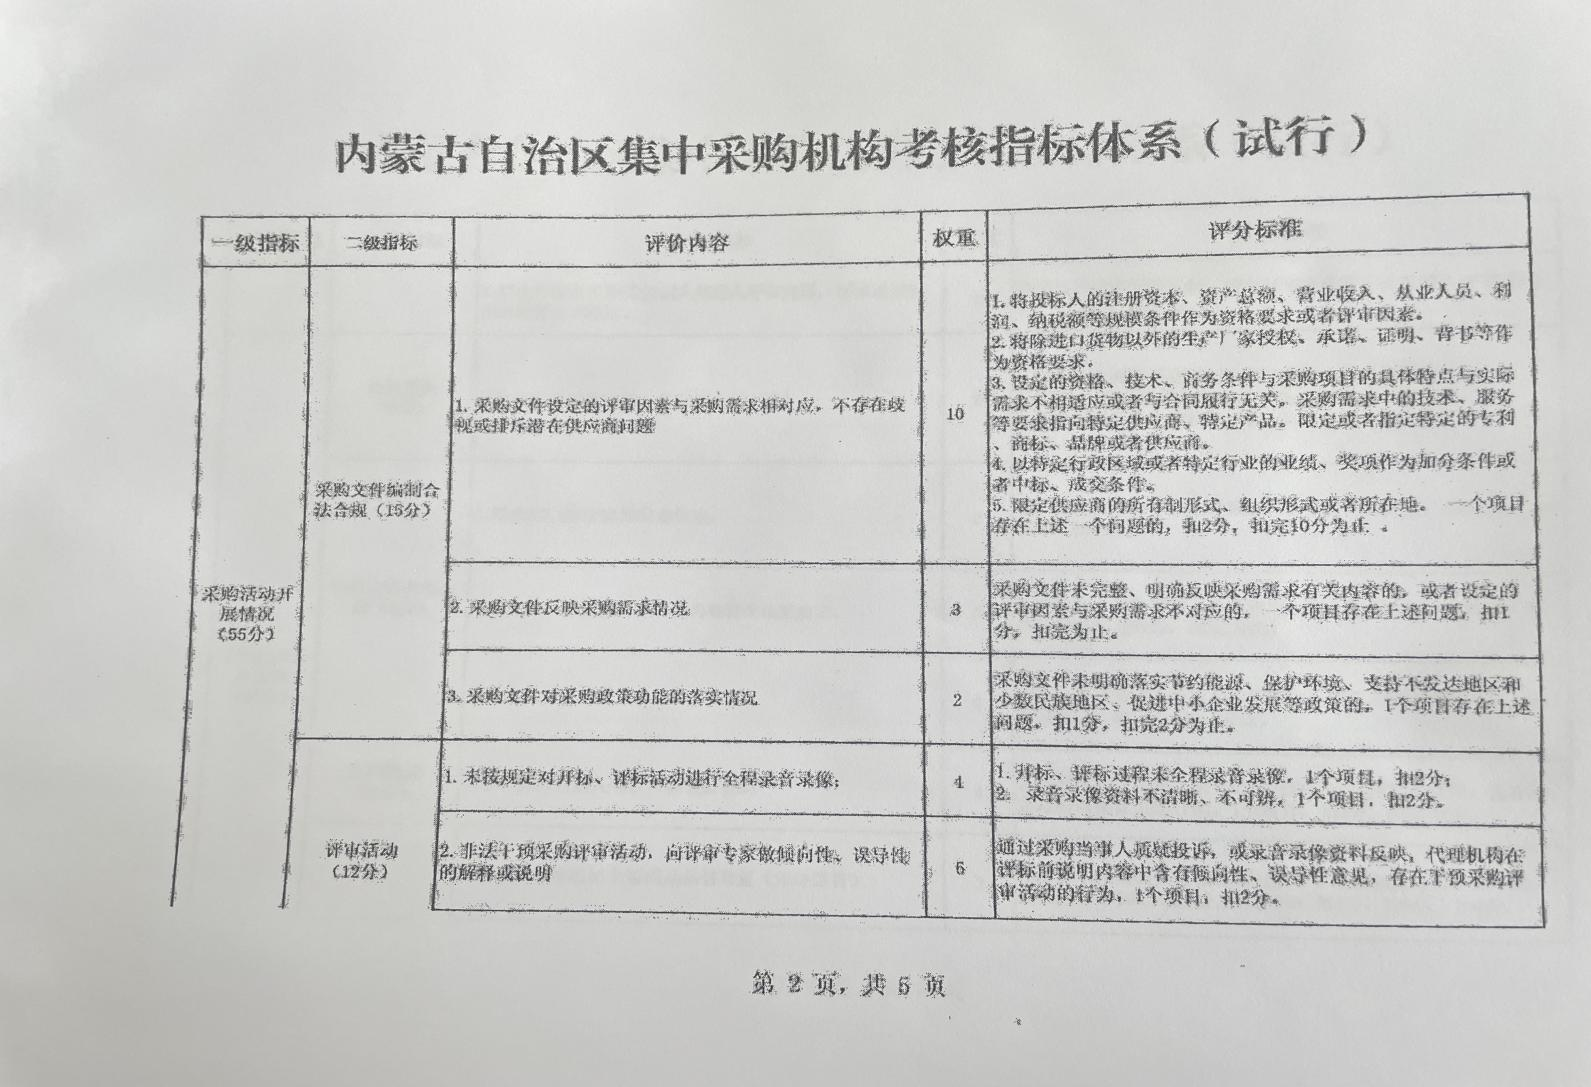 内蒙古自治区集中采购机构考核指标体系（试行）
一级指标
二级指标
评价内容
权重
评分标准
采购活动开
展情况
（55分）
采购文件编制合
法合规（15分）
1. 采购文件设定的评审因素与采购需求相对应，不存在歧
视或排斥潜在供应商问题
10
1. 将投标人的注册资本、资产总额、营业收入、从业人员、利
润、纳税额等规模条件作为资格要求或者评审因素。
2. 将除进口货物以外的生产厂家授权、承诺、证明、背书等作
为资格要求。
3. 设定的资格、技术、商务条件与采购项目的具体特点与实际
需求不相适应或者与合同履行无关。采购需求中的技术、服务
等要求指向特定供应商、特定产品。限定或者指定特定的专利
、商标、品牌或者供应商。
4. 以特定行政区域或者特定行业的业绩、奖项作为加分条件或
者中标、成交条件。
5. 限定供应商的所有制形式、组织形式或者所在地。 一个项目
存在上述一个问题的，扣2分，扣完10分为止。
2. 采购文件反映采购需求情况
3
采购文件未完整、明确反映采购需求有关内容的，或者设定的
评审因素与采购需求不对应的，一个项目存在上述问题，扣1
分，扣完为止。
3. 采购文件对采购政策功能的落实情况
2
采购文件未明确落实节约能源、保护环境、支持不发达地区和
少数民族地区、促进中小企业发展等政策的，1个项目存在上述
问题，扣1分，扣完2分为止。
评审活动
（12分）
1. 未按规定对开标、评标活动进行全程录音录像；
4
1. 开标、评标过程未全程录音录像，1个项目，扣2分；
2. 录音录像资料不清晰、不可辨，1个项目，扣2分。
2. 非法干预采购评审活动，向评审专家做倾向性、误导性
的解释或说明
6
通过采购当事人质疑投诉，或录音录像资料反映，代理机构在
评标前说明内容中含有倾向性、误导性意见，存在干预采购评
审活动的行为，1个项目，扣2分。
第 2 页，共 5 页